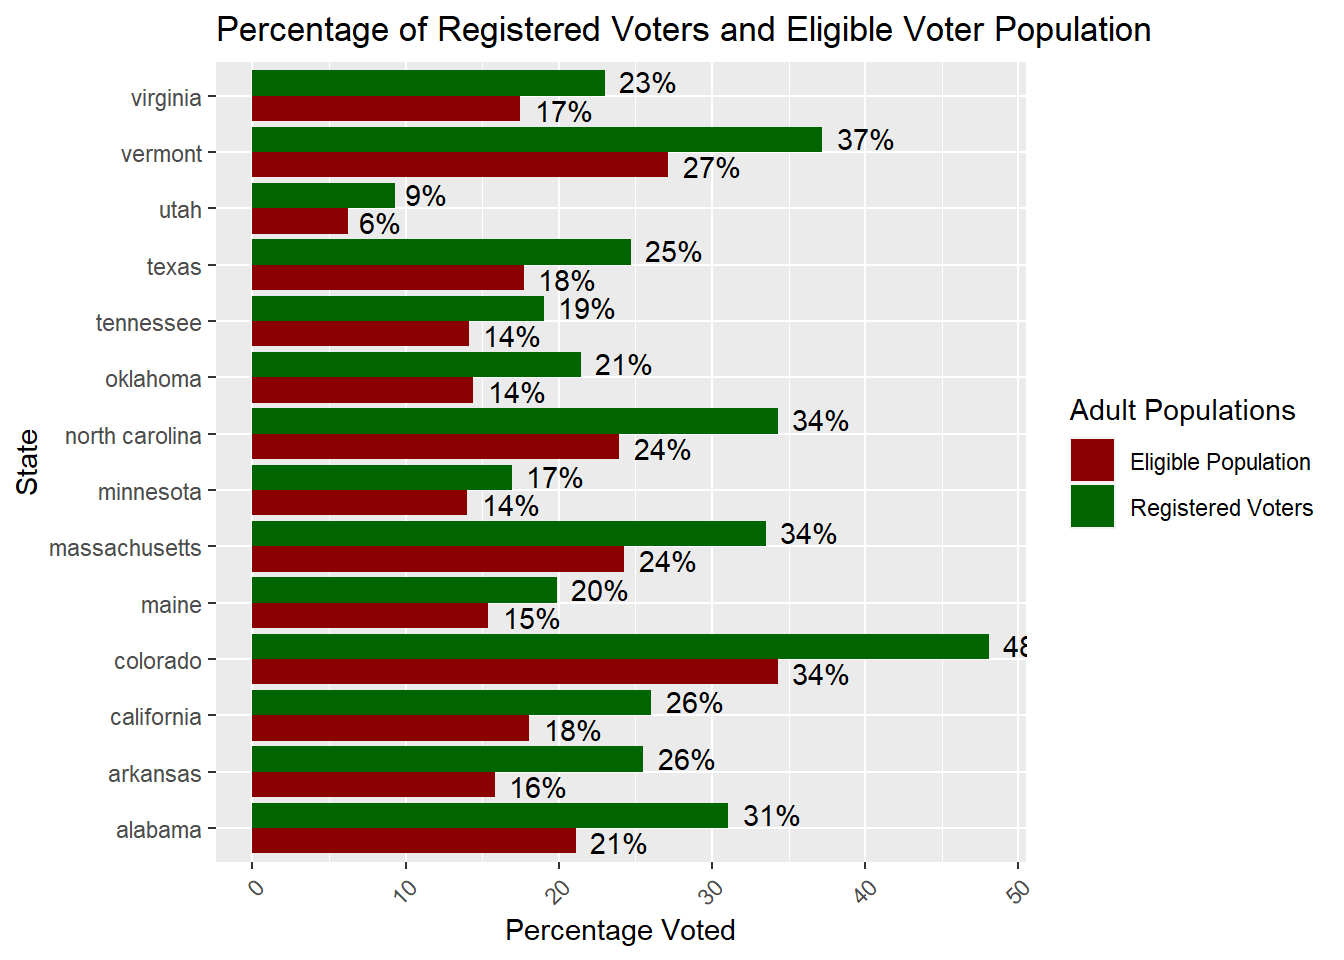 Percentage of Registered Voters and Eligible Voter Population
State
virginia
23%
17%
vermont
37%
27%
utah
9%
6%
texas
25%
18%
tennessee
19%
14%
oklahoma
21%
14%
north carolina
34%
24%
minnesota
17%
14%
massachusetts
34%
24%
maine
20%
15%
colorado
48
34%
california
26%
18%
arkansas
26%
16%
alabama
31%
21%
0 10 20 30 40 50
Percentage Voted
Adult Populations
Eligible Population
Registered Voters